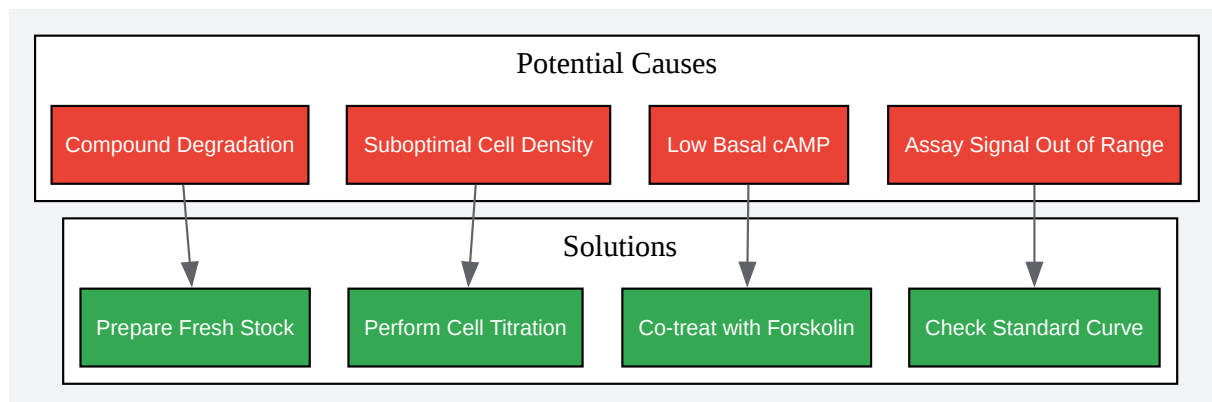 Potential Causes
Compound Degradation
Suboptimal Cell Density
Low Basal cAMP
Assay Signal Out of Range
Solutions
Prepare Fresh Stock
Perform Cell Titration
Co-treat with Forskolin
Check Standard Curve